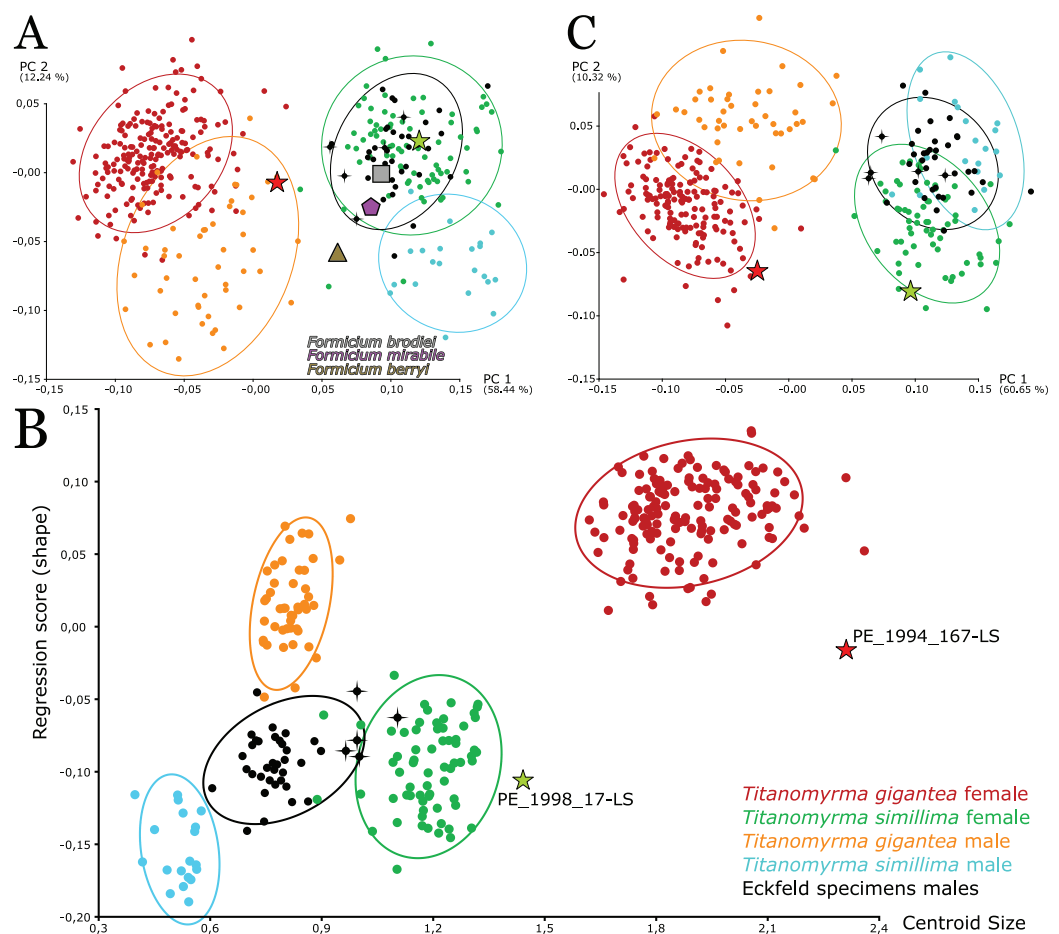 A
PC 2
(12,24 %)
0,05
-0,00
-0,05
-0,10
-0,15
-0,15
-0,10
-0,05
0,00
0,05
0,10
0,15
PC 1
(58.44 %)
Formicium brodiei
Formicium mirabile
Formicium berryi
C
PC 2
(10,32 %)
0,05
-0,00
-0,05
-0,10
-0.15
-0,15
-0.10
-0.05
-0.00
0.05
0.10
0.15
PC 1
(60.65 %)
B
Regression score (shape)
0,15
0,10
0,05
0,00
-0,05
-0,10
-0,15
-0,20
0,3
0,6
0,9
1,2
1,5
1,8
2,1
2,4
Centroid Size
PE_1994_167-LS
PE_1998_17-LS
Titanomyrma gigantea female
Titanomyrma simillima female
Titanomyrma gigantea male
Titanomyrma simillima male
Eckfeld specimens males